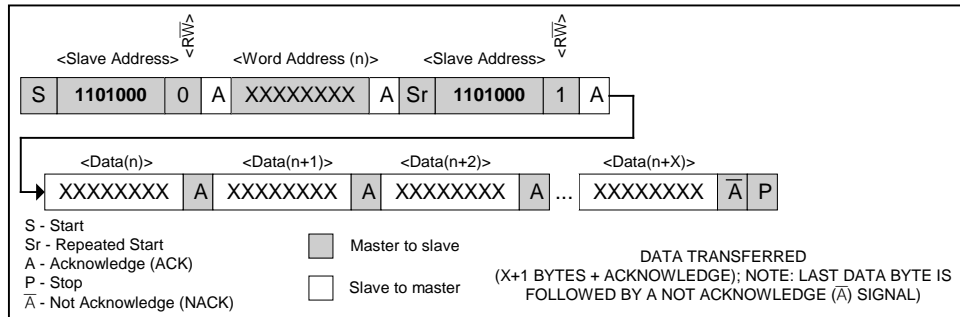 <RW̅> <RW̅>
<Slave Address> <Word Address (n)> <Slave Address>
S 1101000 0 A XXXXXXXX A Sr 1101000 1 A
<Data(n)> <Data(n+1)> <Data(n+2)> <Data(n+X)>
XXXXXXXX A XXXXXXXX A XXXXXXXX A ... XXXXXXXX A̅ P
S - Start
Sr - Repeated Start
A - Acknowledge (ACK)
P - Stop
A̅ - Not Acknowledge (NACK)
Master to slave
Slave to master
DATA TRANSFERRED
(X+1 BYTES + ACKNOWLEDGE); NOTE: LAST DATA BYTE IS
FOLLOWED BY A NOT ACKNOWLEDGE (A̅) SIGNAL)